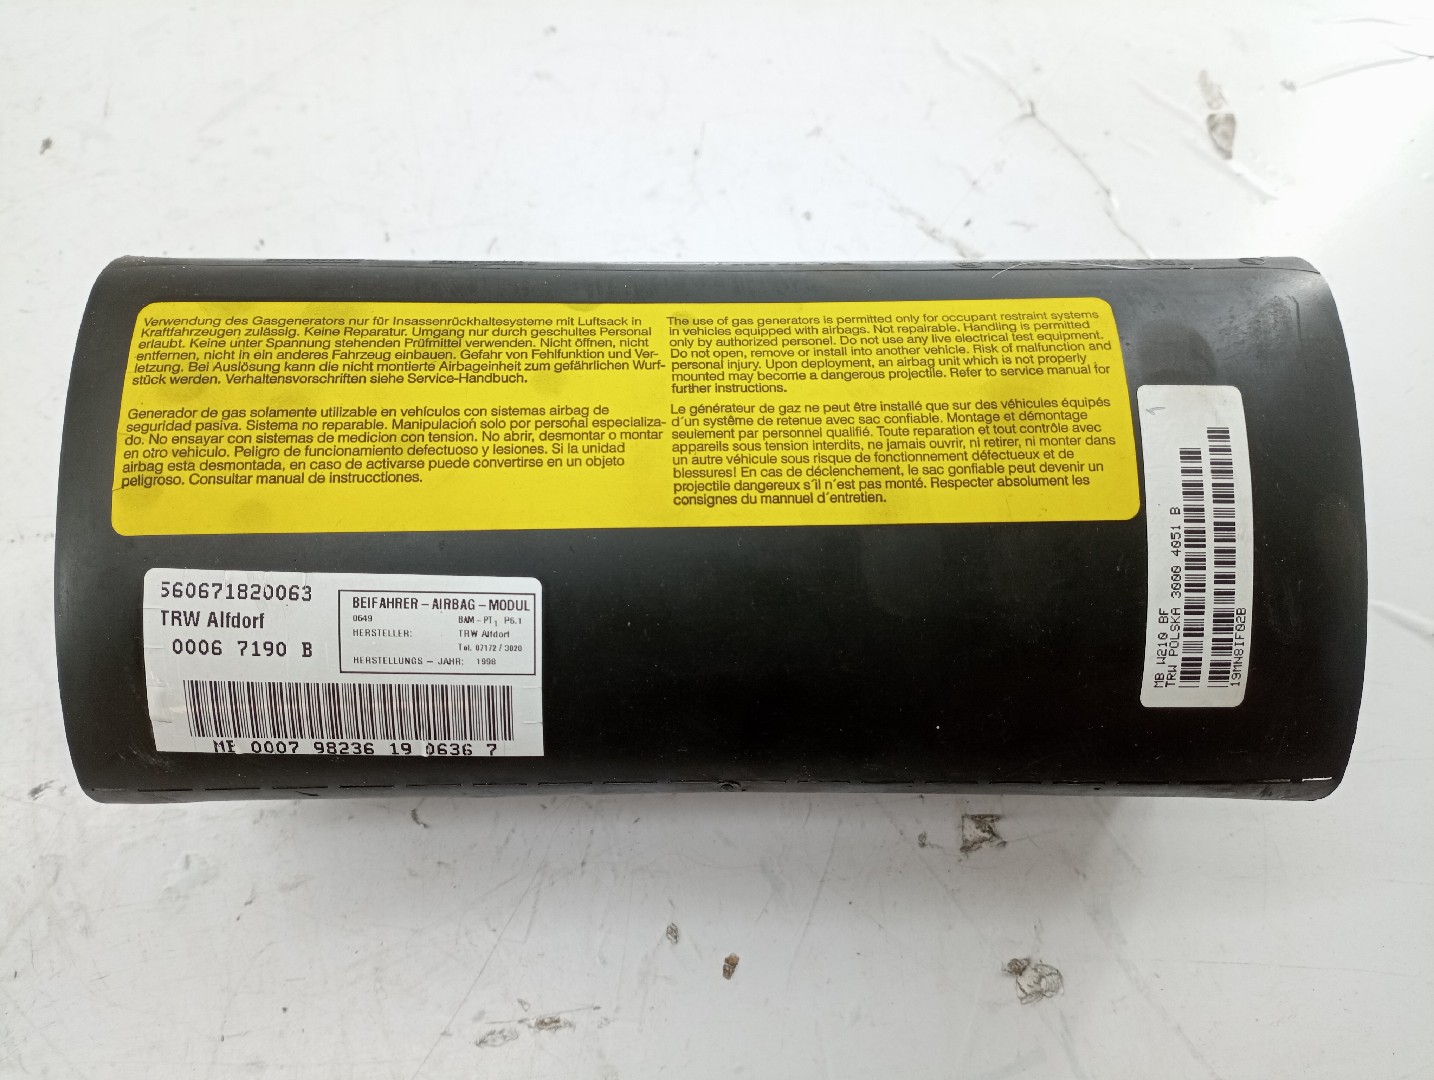 Verwendung des Gasgenerators nur für Insassenrückhaltesysteme mit Luftsack in
Kraftfahrzeugen zulässig. Keine Reparatur. Umgang nur durch geschultes Personal
erlaubt. Keine unter Spannung stehenden Prüfmittel verwenden. Nicht öffnen, nicht
entfernen, nicht in ein anderes Fahrzeug einbauen. Gefahr von Fehlfunktion und Ver-
letzung. Bei Auslösung kann die nicht montierte Airbageinheit zum gefährlichen Wurf-
stück werden. Verhaltensvorschriften siehe Service-Handbuch.
The use of gas generators is permitted only for occupant restraint systems
in vehicles equipped with airbags. Not repairable. Handling is permitted
only by authorized personel. Do not use any live electrical test equipment.
Do not open, remove or install into another vehicle. Risk of malfunction and
personal injury. Upon deployment, an airbag unit which is not properly
mounted may become a dangerous projectile. Refer to service manual for
further instructions.
Generador de gas solamente utilizable en vehículos con sistemas airbag de
seguridad pasiva. Sistema no reparable. Manipulación solo por personal especializa-
do. No ensayar con sistemas de medicion con tension. No abrir, desmontar o montar
en otro vehiculo. Peligro de funcionamiento defectuoso y lesiones. Si la unidad
airbag esta desmontada, en caso de activarse puede convertirse en un objeto
peligroso. Consultar manual de instrucciones.
Le générateur de gaz ne peut être installé que sur des véhicules équipés
d´un système de retenue avec sac confiable. Montage et démontage
seulement par personnel qualifié. Toute reparation et tout contrôle avec
appareils sous tension interdits, ne jamais ouvrir, ni retirer, ni monter dans
un autre véhicule sous risque de fonctionnement défectueux et de
blessures! En cas de déclenchement, le sac gonfiable peut devenir un
projectile dangereux s´il n´est pas monté. Respecter absolument les
consignes du mannuel d´entretien.
560671820063
TRW Alfdorf
0006 7190 B
BEIFAHRER - AIRBAG - MODUL
0649 BAM - PT1 P6.1
HERSTELLER: TRW Alfdorf
Tel. 07172 / 3020
HERSTELLUNGS - JAHR: 1998
0007 98236 19 0636 7
MB W210 BF
TRW POLSKA 3000 4051 B
19MN8IF02B